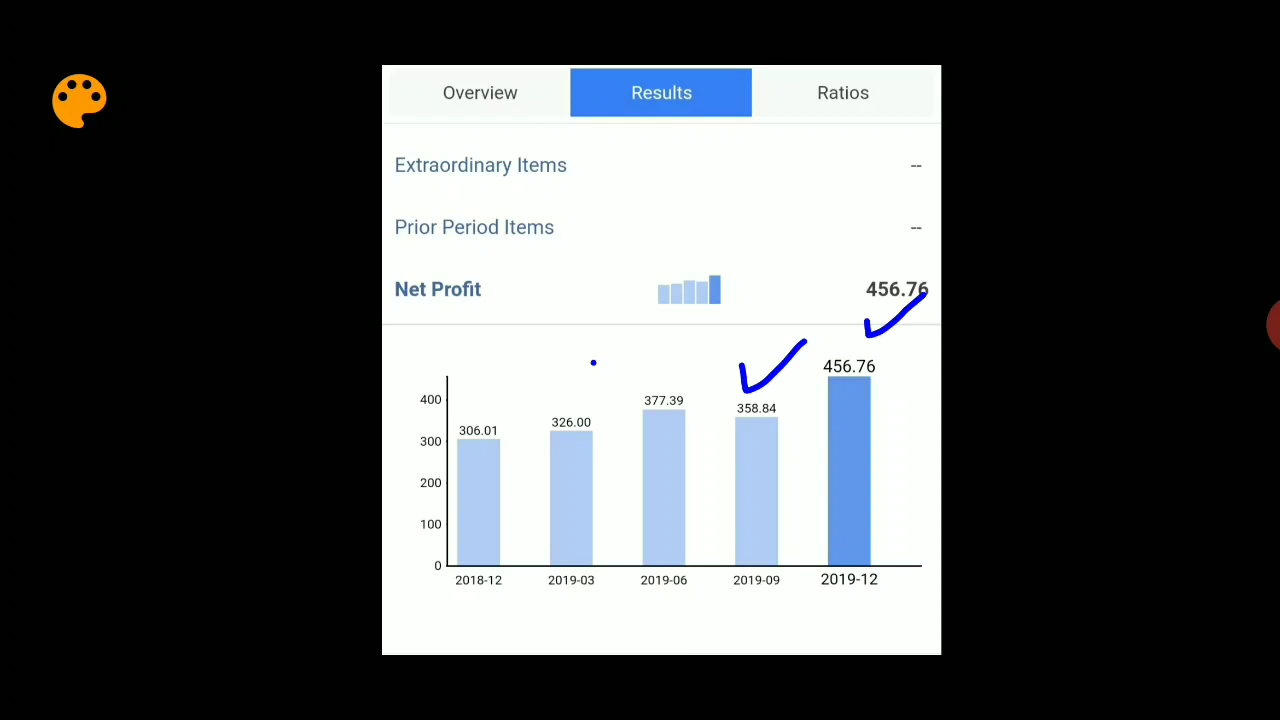 Overview Results Ratios
Extraordinary Items --
Prior Period Items --
Net Profit 456.76
456.76
400 377.39
358.84
326.00
306.01
300
200
100
0
2018-12 2019-03 2019-06 2019-09 2019-12